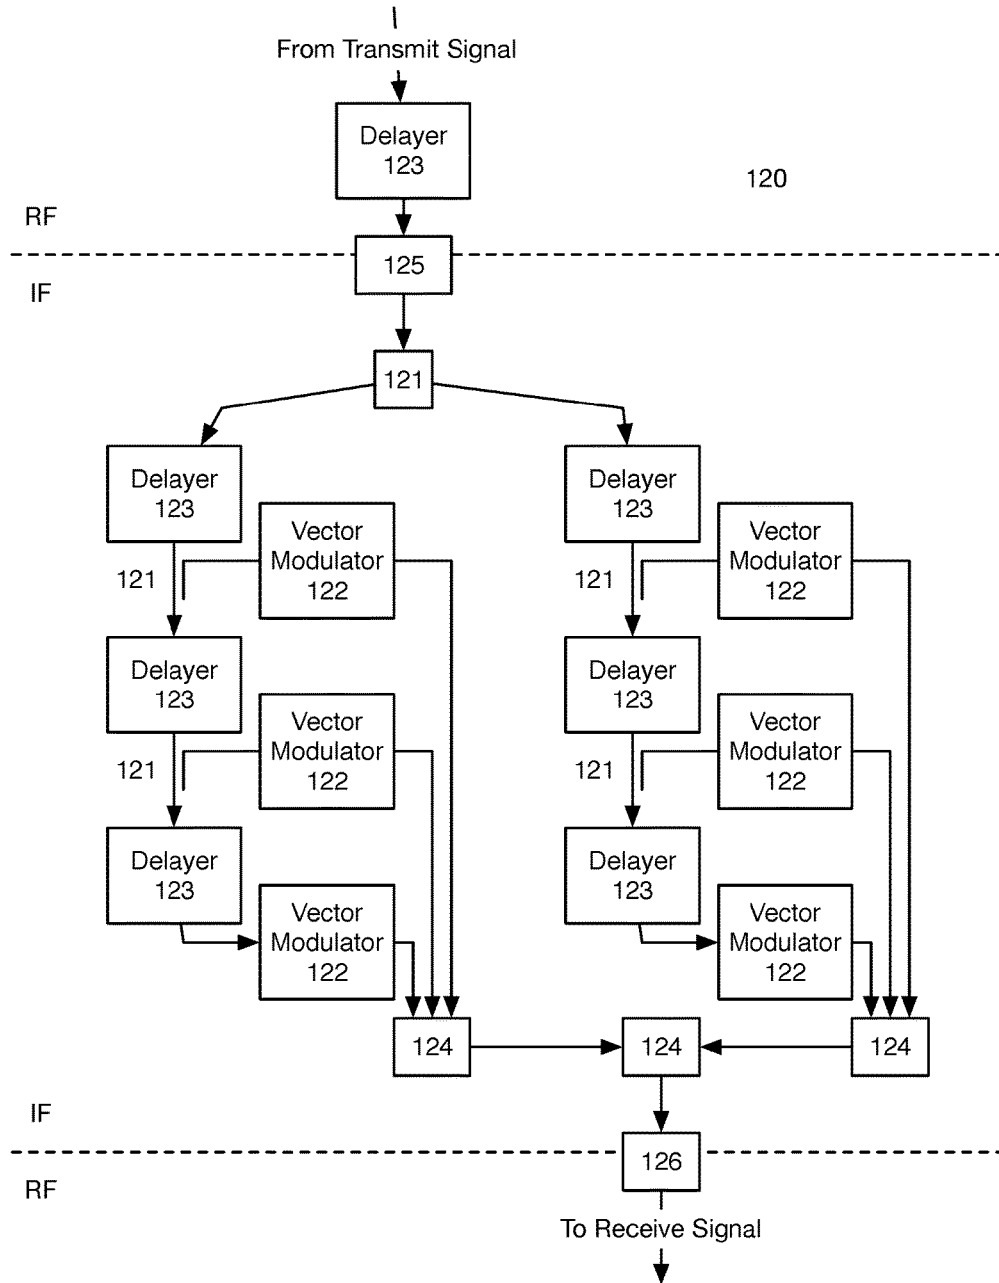 From Transmit Signal
Delayer
123
120
RF
125
IF
121
Delayer
123
Delayer
123
Vector
Modulator
122
Vector
Modulator
122
121
121
Delayer
123
Delayer
123
Vector
Modulator
122
Vector
Modulator
122
121
121
Delayer
123
Delayer
123
Vector
Modulator
122
Vector
Modulator
122
124
124
124
IF
126
RF
To Receive Signal